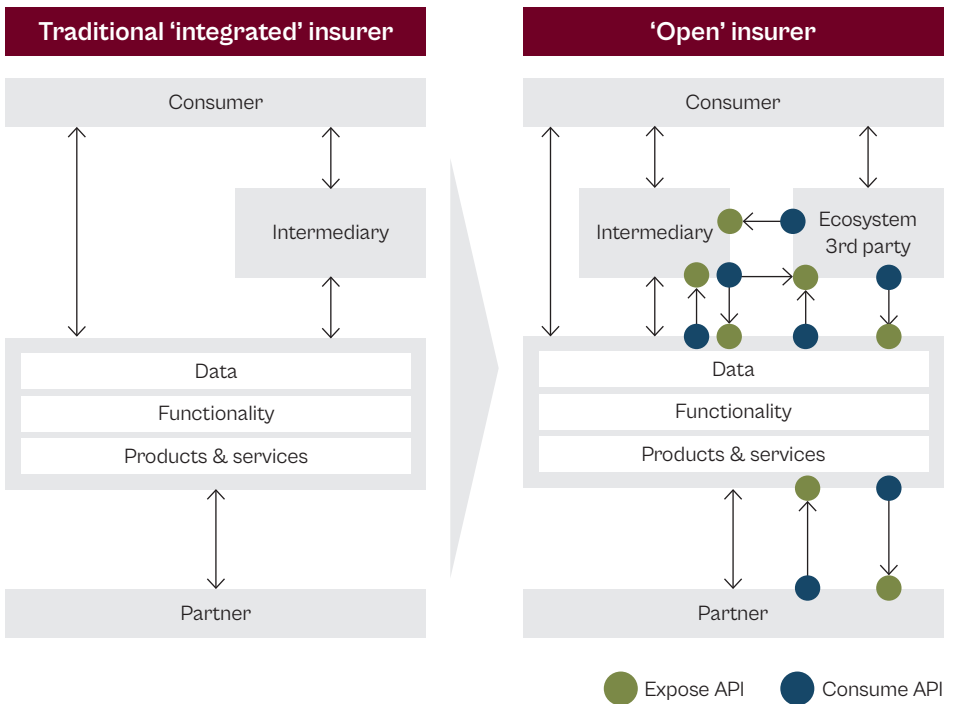 Traditional ‘integrated’ insurer
Consumer
Intermediary
Data
Functionality
Products & services
Partner
‘Open’ insurer
Consumer
Intermediary
Ecosystem
3rd party
Data
Functionality
Products & services
Partner
Expose API
Consume API